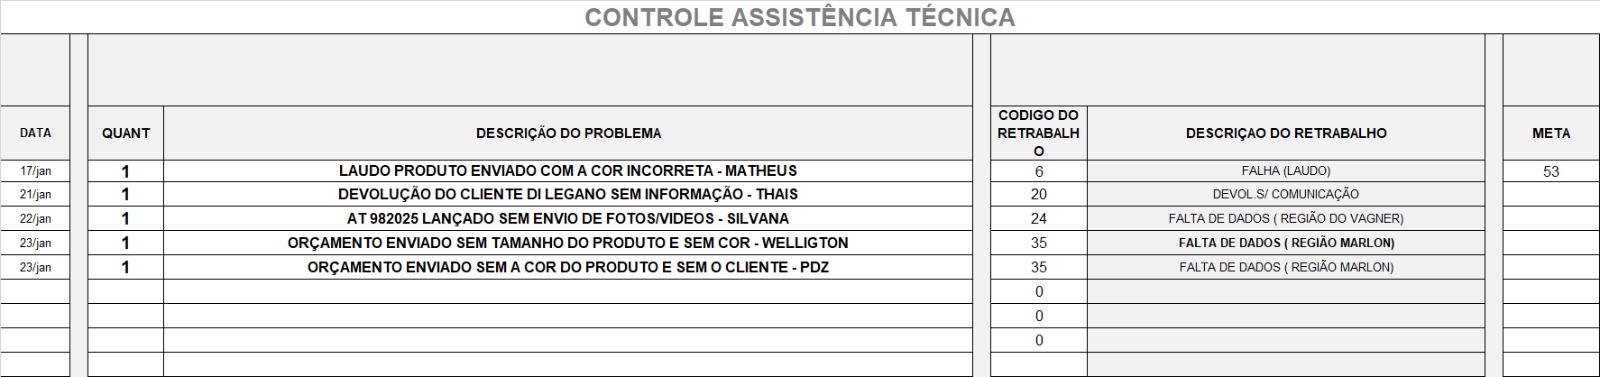 CONTROLE ASSISTÊNCIA TÉCNICA
DATA QUANT DESCRIÇÃO DO PROBLEMA CODIGO DO RETRABALH O DESCRIÇAO DO RETRABALHO META
17/jan 1 LAUDO PRODUTO ENVIADO COM A COR INCORRETA - MATHEUS 6 FALHA (LAUDO) 53
21/jan 1 DEVOLUÇÃO DO CLIENTE DI LEGANO SEM INFORMAÇÃO - THAIS 20 DEVOL.S/ COMUNICAÇÃO
22/jan 1 AT 982025 LANÇADO SEM ENVIO DE FOTOS/VIDEOS - SILVANA 24 FALTA DE DADOS ( REGIÃO DO VAGNER)
23/jan 1 ORÇAMENTO ENVIADO SEM TAMANHO DO PRODUTO E SEM COR - WELLIGTON 35 FALTA DE DADOS ( REGIÃO MARLON)
23/jan 1 ORÇAMENTO ENVIADO SEM A COR DO PRODUTO E SEM O CLIENTE - PDZ 35 FALTA DE DADOS ( REGIÃO MARLON)
0
0
0